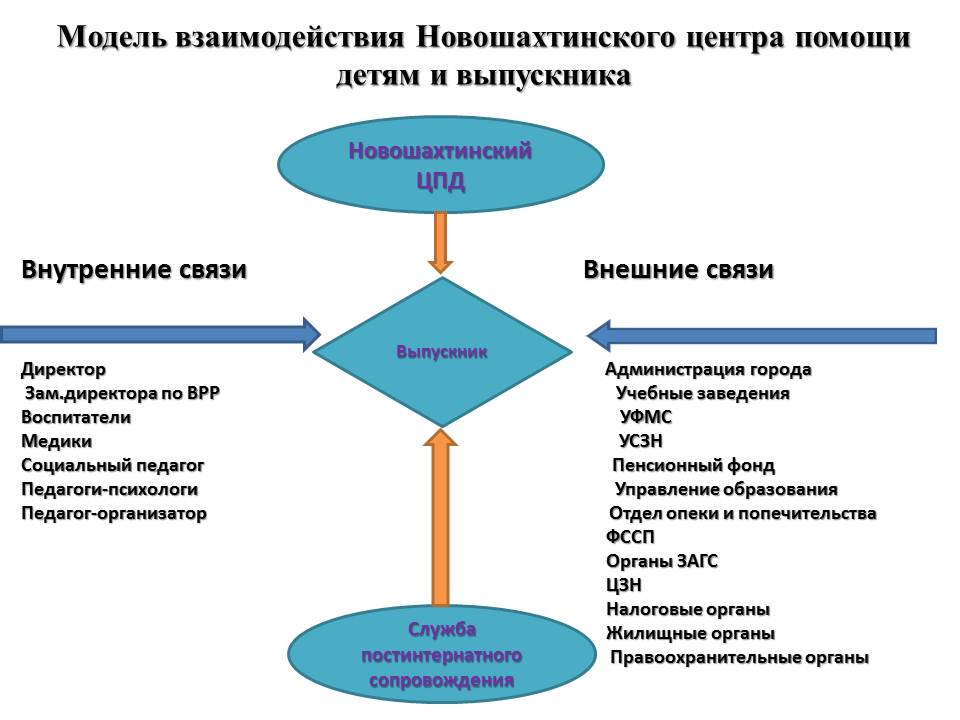 Модель взаимодействия Новошахтинского центра помощи
детям и выпускника
Новошахтинский
ЦПД
Внутренние связи
Внешние связи
Выпускник
Директор
Зам.директора по ВРР
Воспитатели
Медики
Социальный педагог
Педагоги-психологи
Педагог-организатор
Администрация города
Учебные заведения
УФМС
УСЗН
Пенсионный фонд
Управление образования
Отдел опеки и попечительства
ФССП
Органы ЗАГС
ЦЗН
Налоговые органы
Жилищные органы
Правоохранительные органы
Служба
постинтернатного
сопровождения